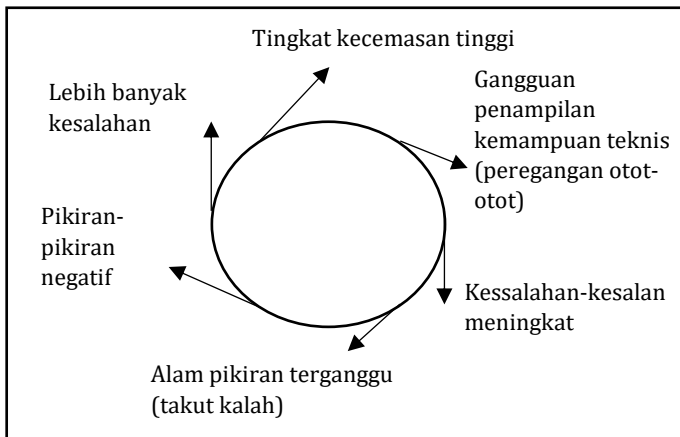 Tingkat kecemasan tinggi
Gangguan
penampilan
kemampuan teknis
(peregangan otot-
otot)
Kessalahan-kesalan
meningkat
Alam pikiran terganggu
(takut kalah)
Pikiran-
pikiran
negatif
Lebih banyak
kesalahan